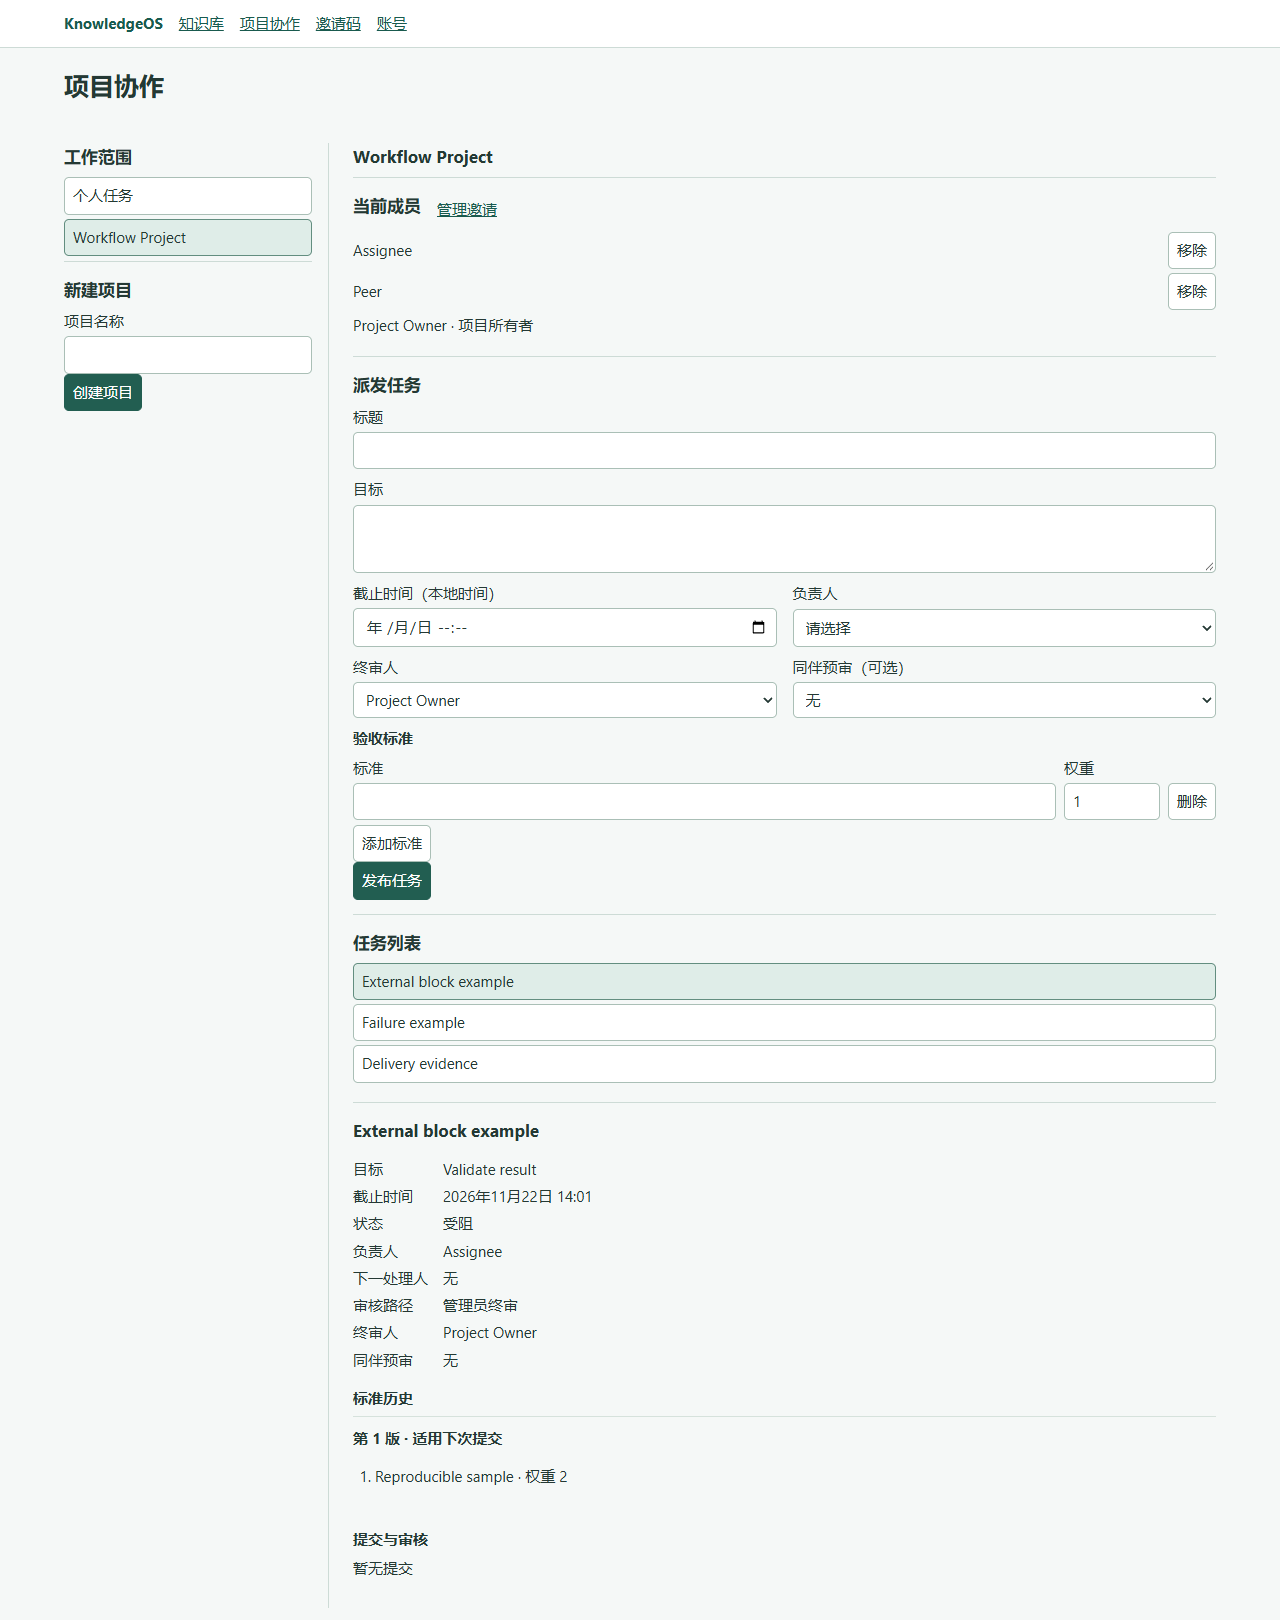 KnowledgeOS 知识库 项目协作 邀请码 账号
项目协作
工作范围
个人任务
Workflow Project
新建项目
项目名称
创建项目
Workflow Project
当前成员 管理邀请
Assignee 移除
Peer 移除
Project Owner · 项目所有者
派发任务
标题
目标
截止时间（本地时间） 负责人
年 /月/日 --:-- 请选择
终审人 同伴预审（可选）
Project Owner 无
验收标准
标准 权重
1 删除
添加标准
发布任务
任务列表
External block example
Failure example
Delivery evidence
External block example
目标 Validate result
截止时间 2026年11月22日 14:01
状态 受阻
负责人 Assignee
下一处理人 无
审核路径 管理员终审
终审人 Project Owner
同伴预审 无
标准历史
第 1 版 · 适用下次提交
1. Reproducible sample · 权重 2
提交与审核
暂无提交